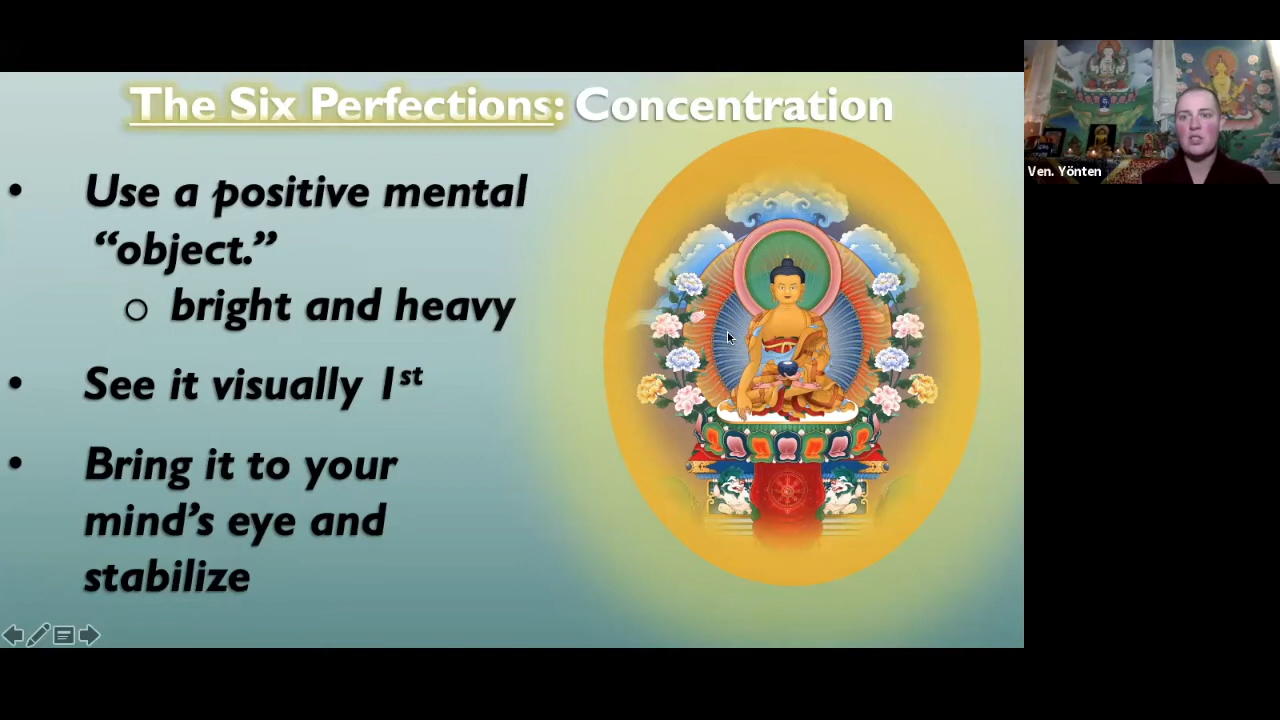 The Six Perfections: Concentration
• Use a positive mental
“object.”
o bright and heavy
• See it visually 1st
• Bring it to your
mind’s eye and
stabilize
Ven. Yönten